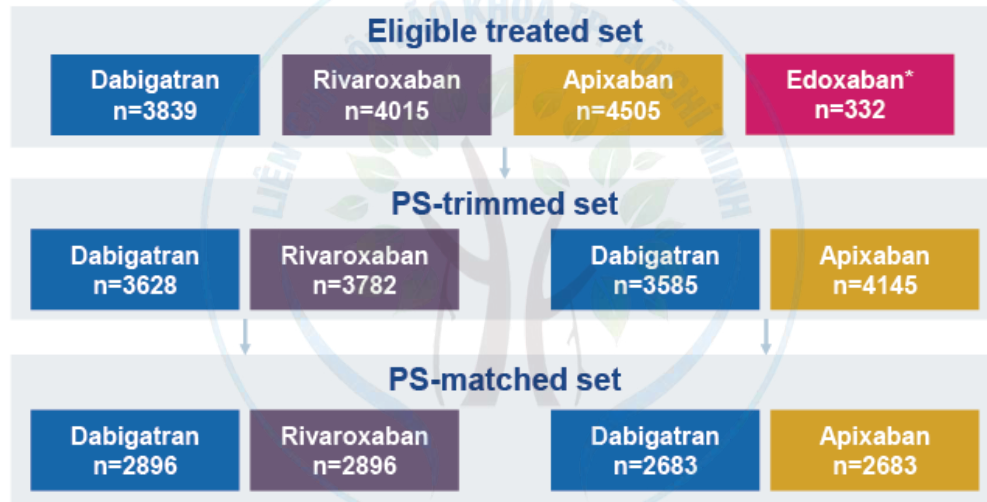 Eligible treated set
Dabigatran
n=3839
Rivaroxaban
n=4015
Apixaban
n=4505
Edoxaban*
n=332
PS-trimmed set
Dabigatran
n=3628
Rivaroxaban
n=3782
Dabigatran
n=3585
Apixaban
n=4145
PS-matched set
Dabigatran
n=2896
Rivaroxaban
n=2896
Dabigatran
n=2683
Apixaban
n=2683